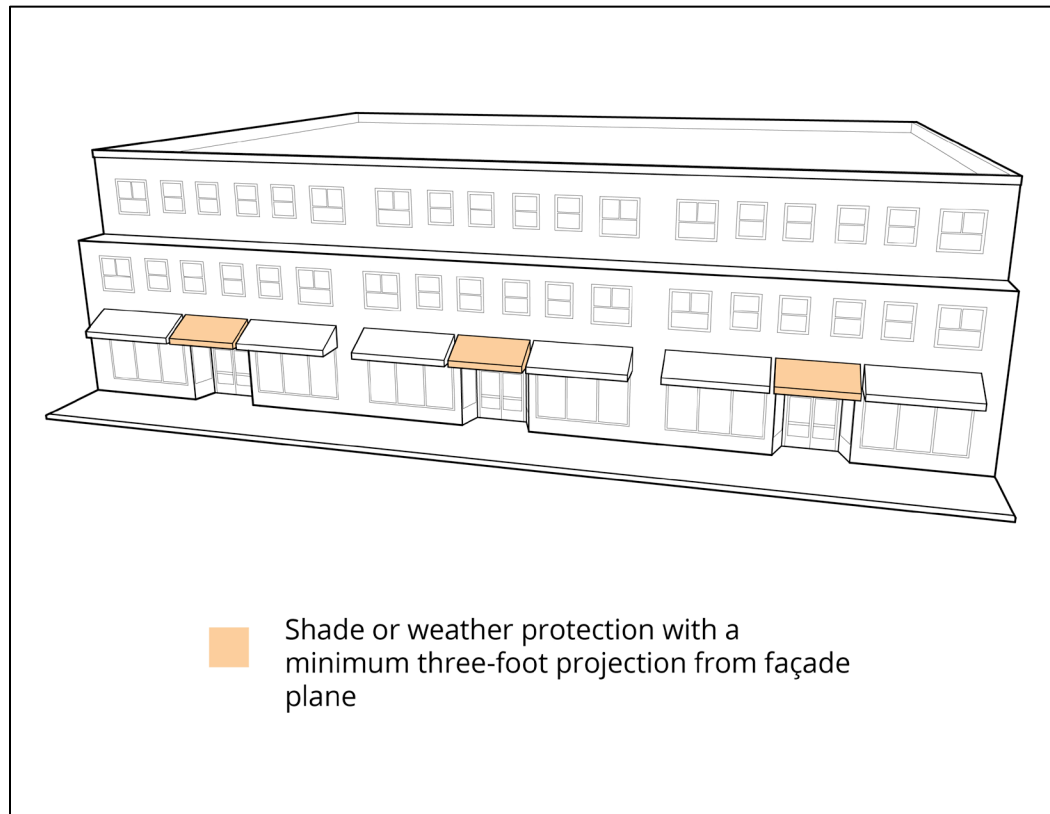 Shade or weather protection with a
minimum three-foot projection from façade
plane